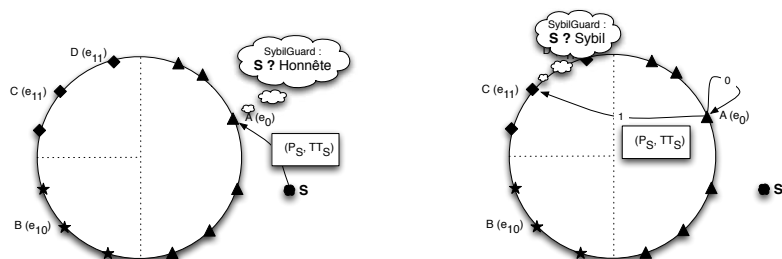 D (e11)
SybilGuard :
S ? Honnête
C (e11)
A (e0)
(PS, TTS)
S
B (e10)
SybilGuard :
S ? Sybil
D
C (e11)
0
A (e0)
1
(PS, TTS)
S
B (e10)